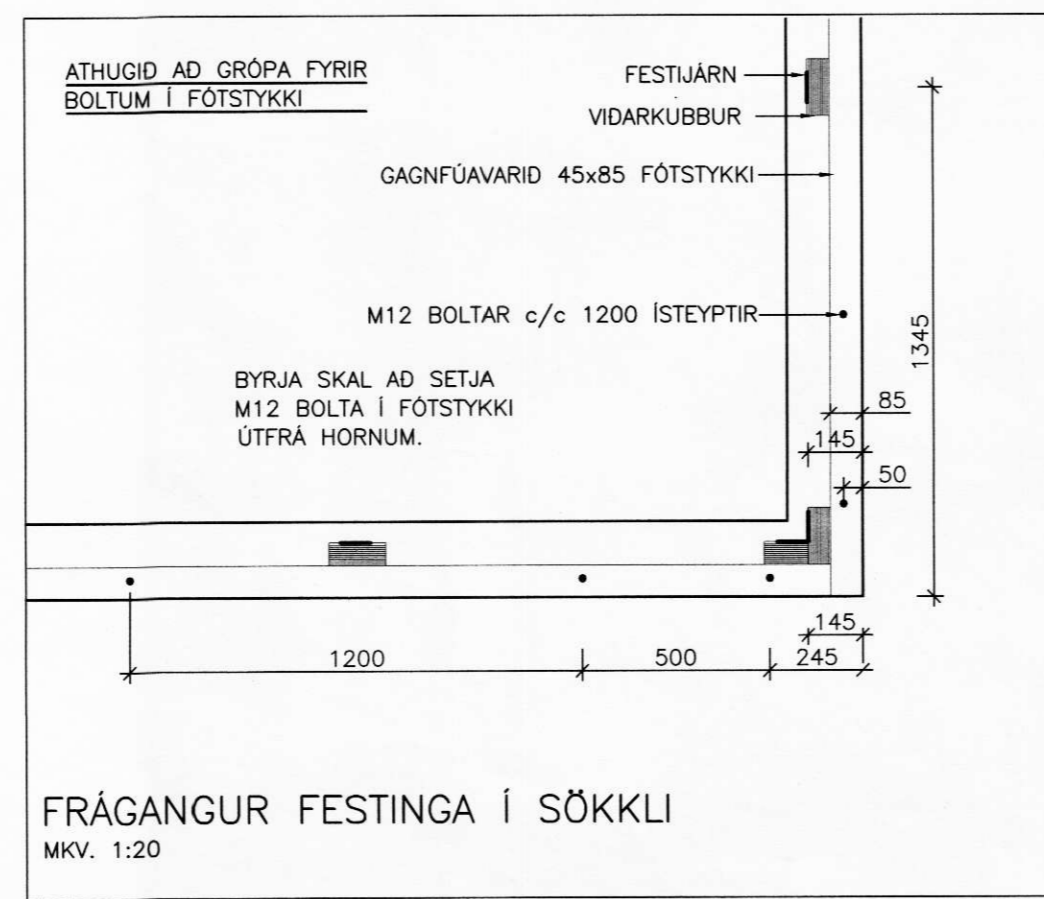 ATHUGIÐ AÐ GRÓPA FYRIR
BOLTUM Í FÓTSTYKKI
FESTIJÁRN
VIÐARKUBBUR
GAGNFÚAVARIÐ 45x85 FÓTSTYKKI
M12 BOLTAR c/c 1200 ÍSTEYPTIR
BYRJA SKAL AÐ SETJA
M12 BOLTA Í FÓTSTYKKI
ÚTFRÁ HORNUM.
1345
85
145
50
145
1200
500
245
FRÁGANGUR FESTINGA Í SÖKKLI
MKV. 1:20